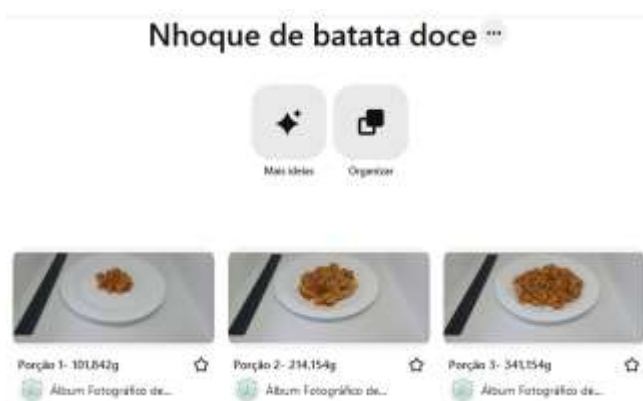 Nhoque de batata doce ...
Mais ideias
Organizar
Porção 1- 101,842g
Álbum Fotográfico de...
Porção 2- 214,154g
Álbum Fotográfico de...
Porção 3- 341,154g
Álbum Fotográfico de...